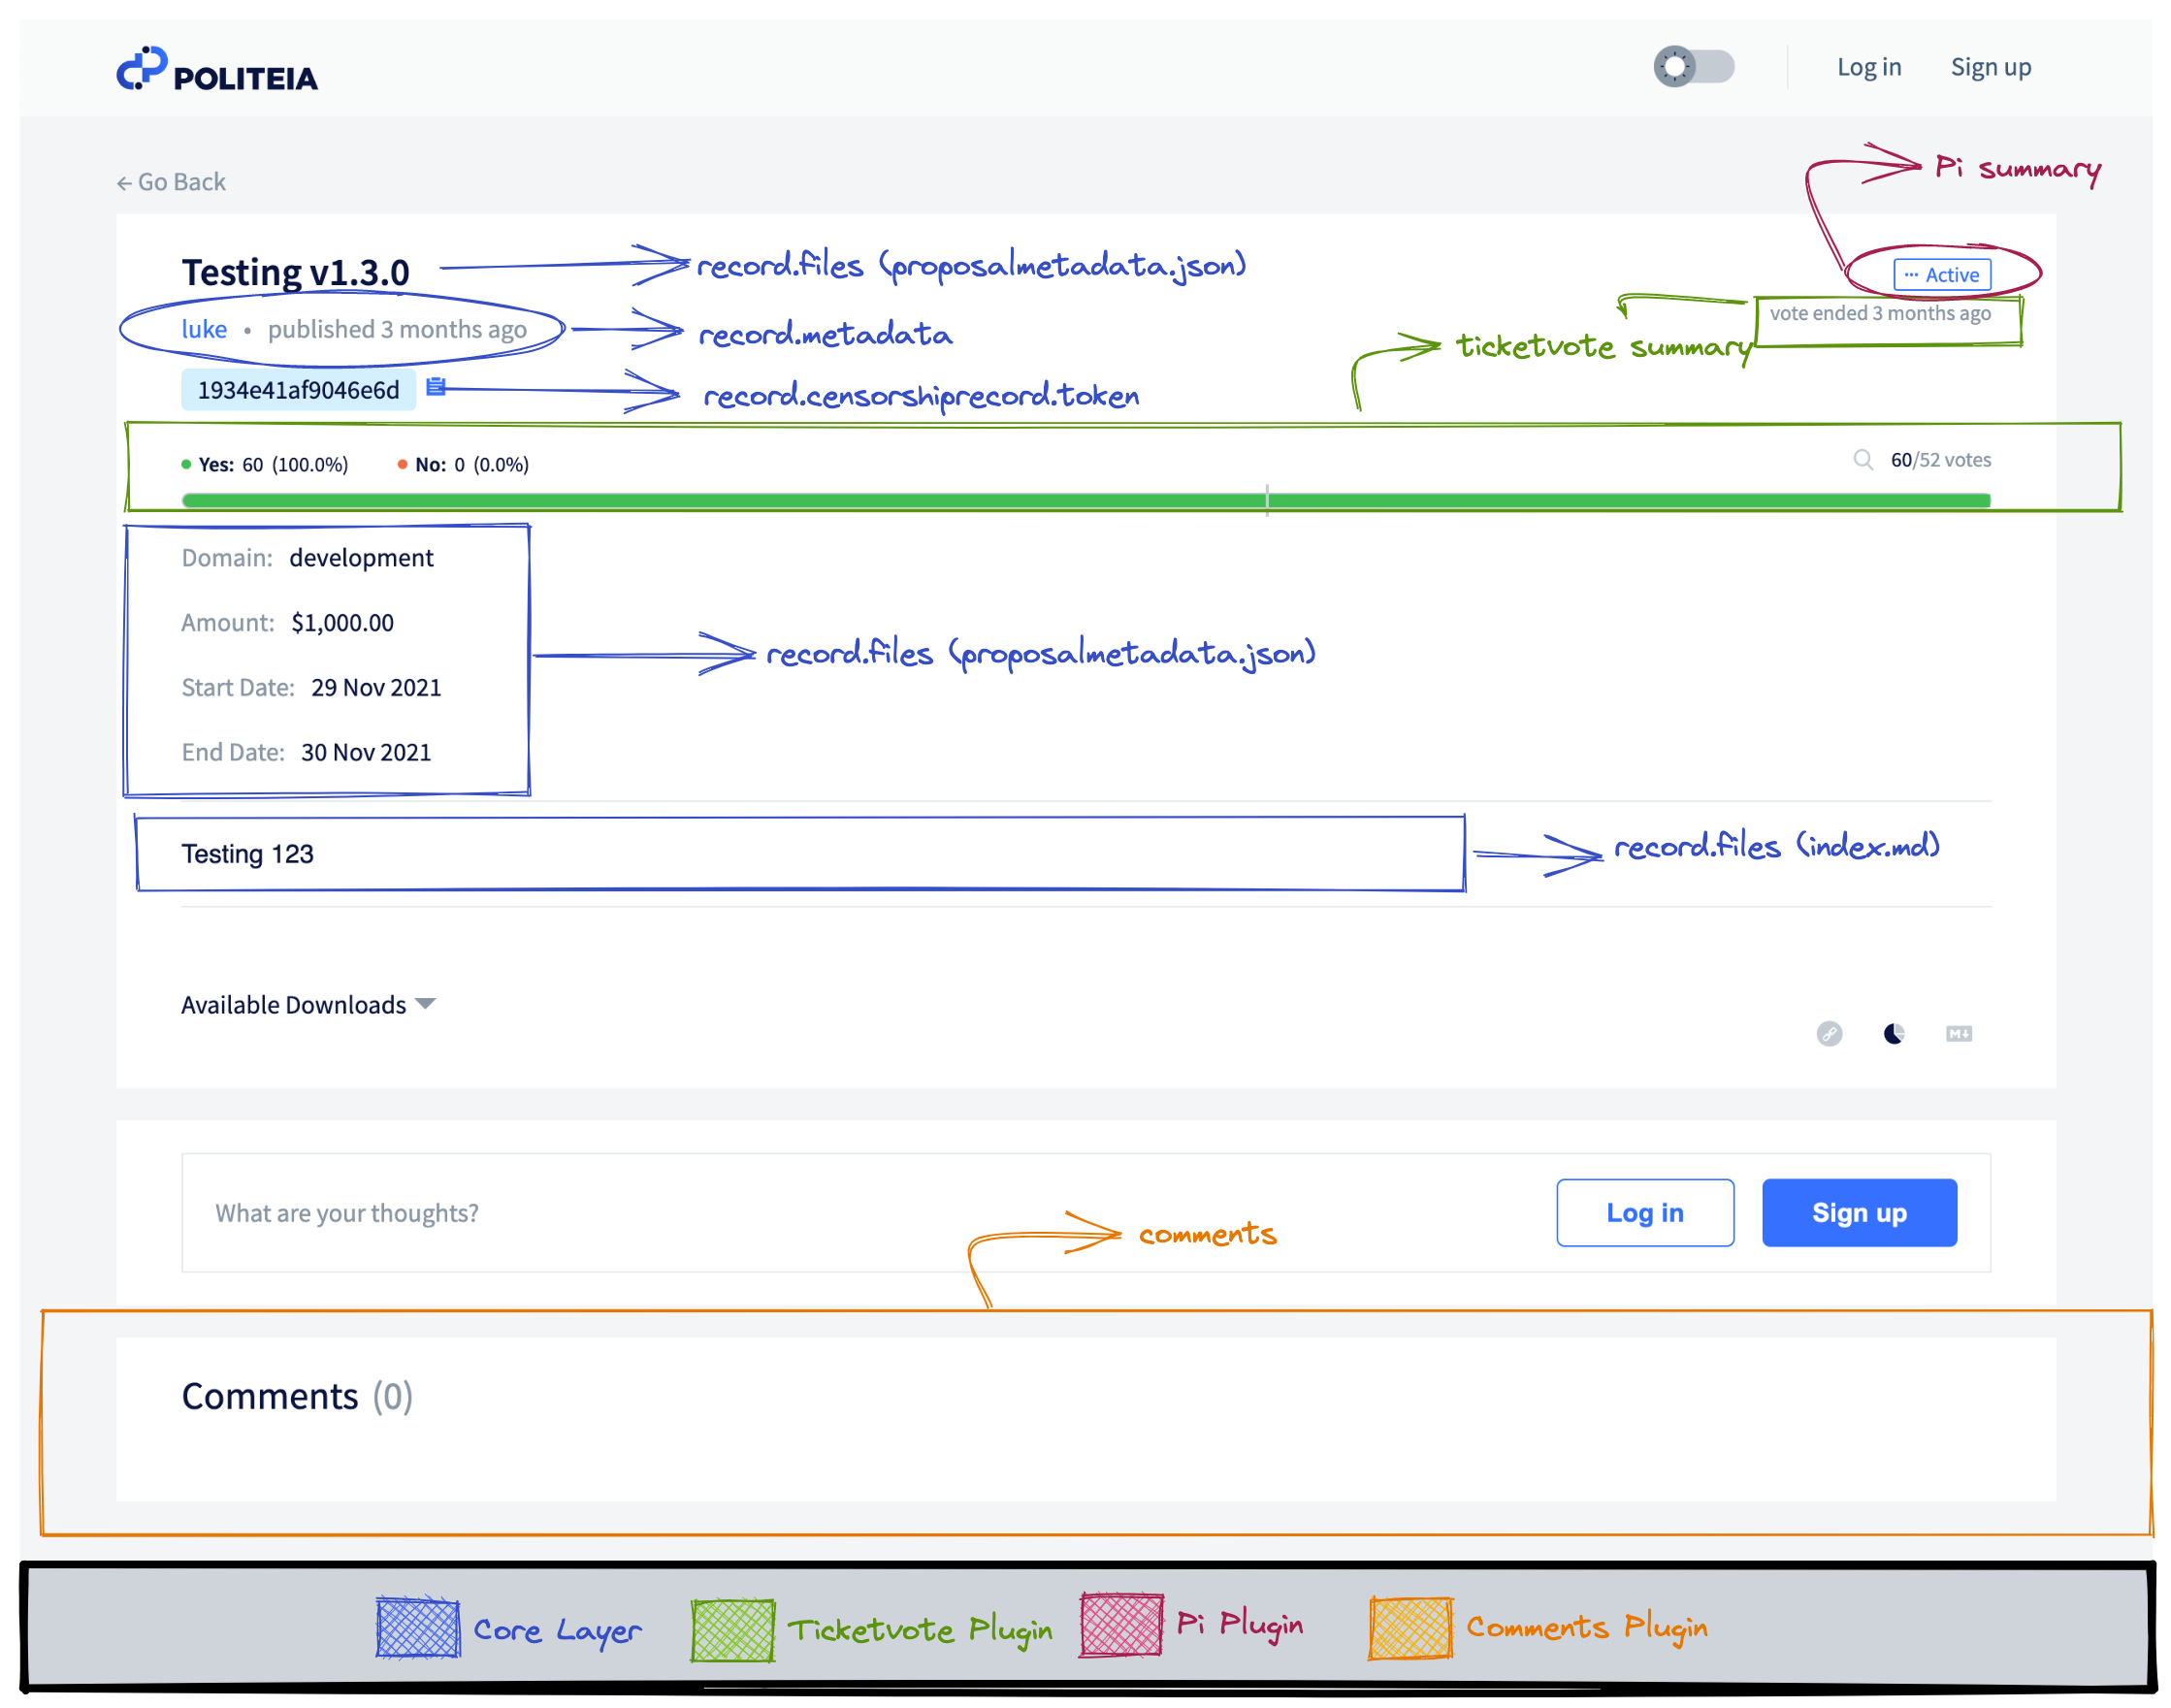 POLITEIA
Log in
Sign up
← Go Back
Pi summary
Testing v1.3.0
record.files (proposalmetadata.json)
··· Active
luke • published 3 months ago
record.metadata
vote ended 3 months ago
ticketvote summary
1934e41af9046e6d
record.censorshiprecord.token
Yes: 60 (100.0%)
No: 0 (0.0%)
60/52 votes
Domain: development
Amount: $1,000.00
record.files (proposalmetadata.json)
Start Date: 29 Nov 2021
End Date: 30 Nov 2021
Testing 123
record.files (index.md)
Available Downloads
M
What are your thoughts?
Log in
Sign up
comments
Comments (0)
Core Layer
Ticketvote Plugin
Pi Plugin
Comments Plugin